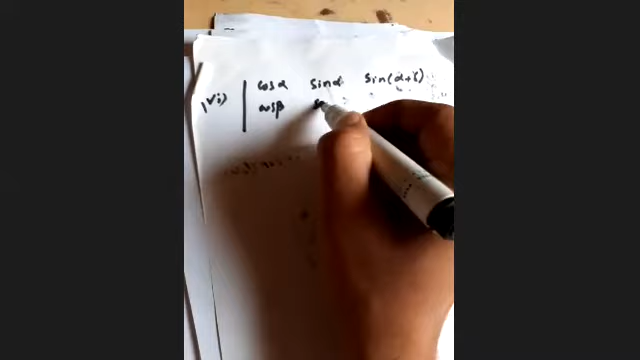 (vi) | cosα sinα sin(α+γ)
cosβ